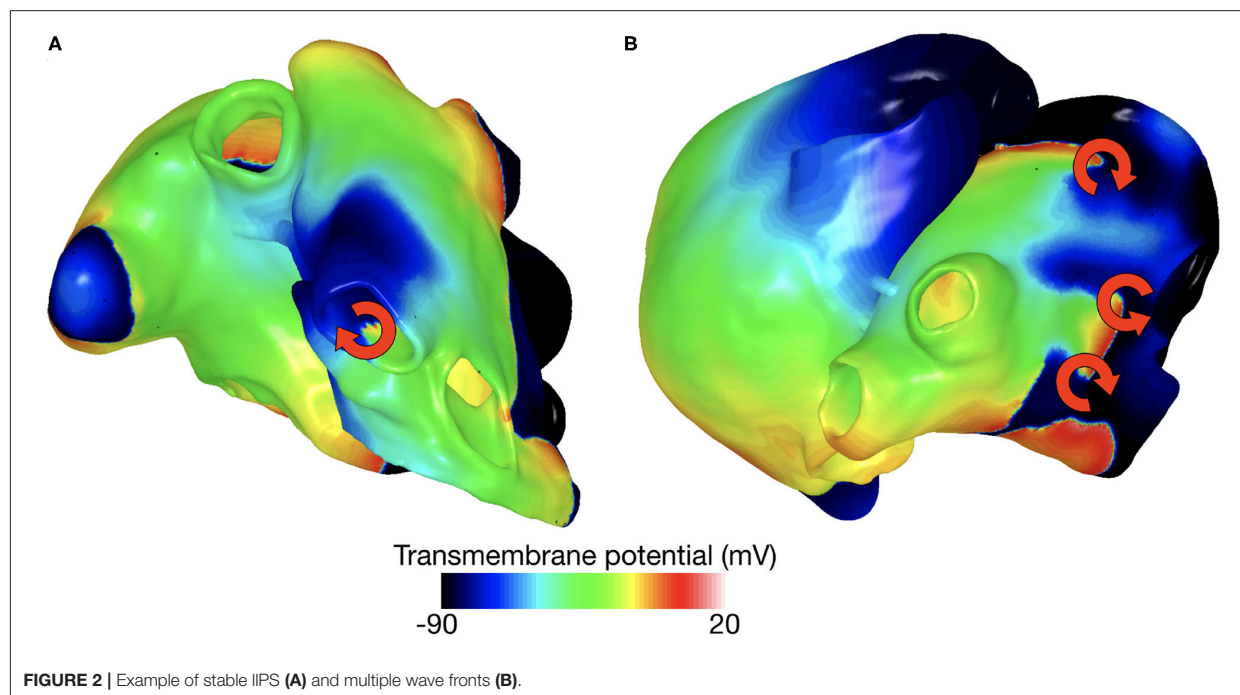 A
B
Transmembrane potential (mV)
-90 20
FIGURE 2 | Example of stable IIPS (A) and multiple wave fronts (B).